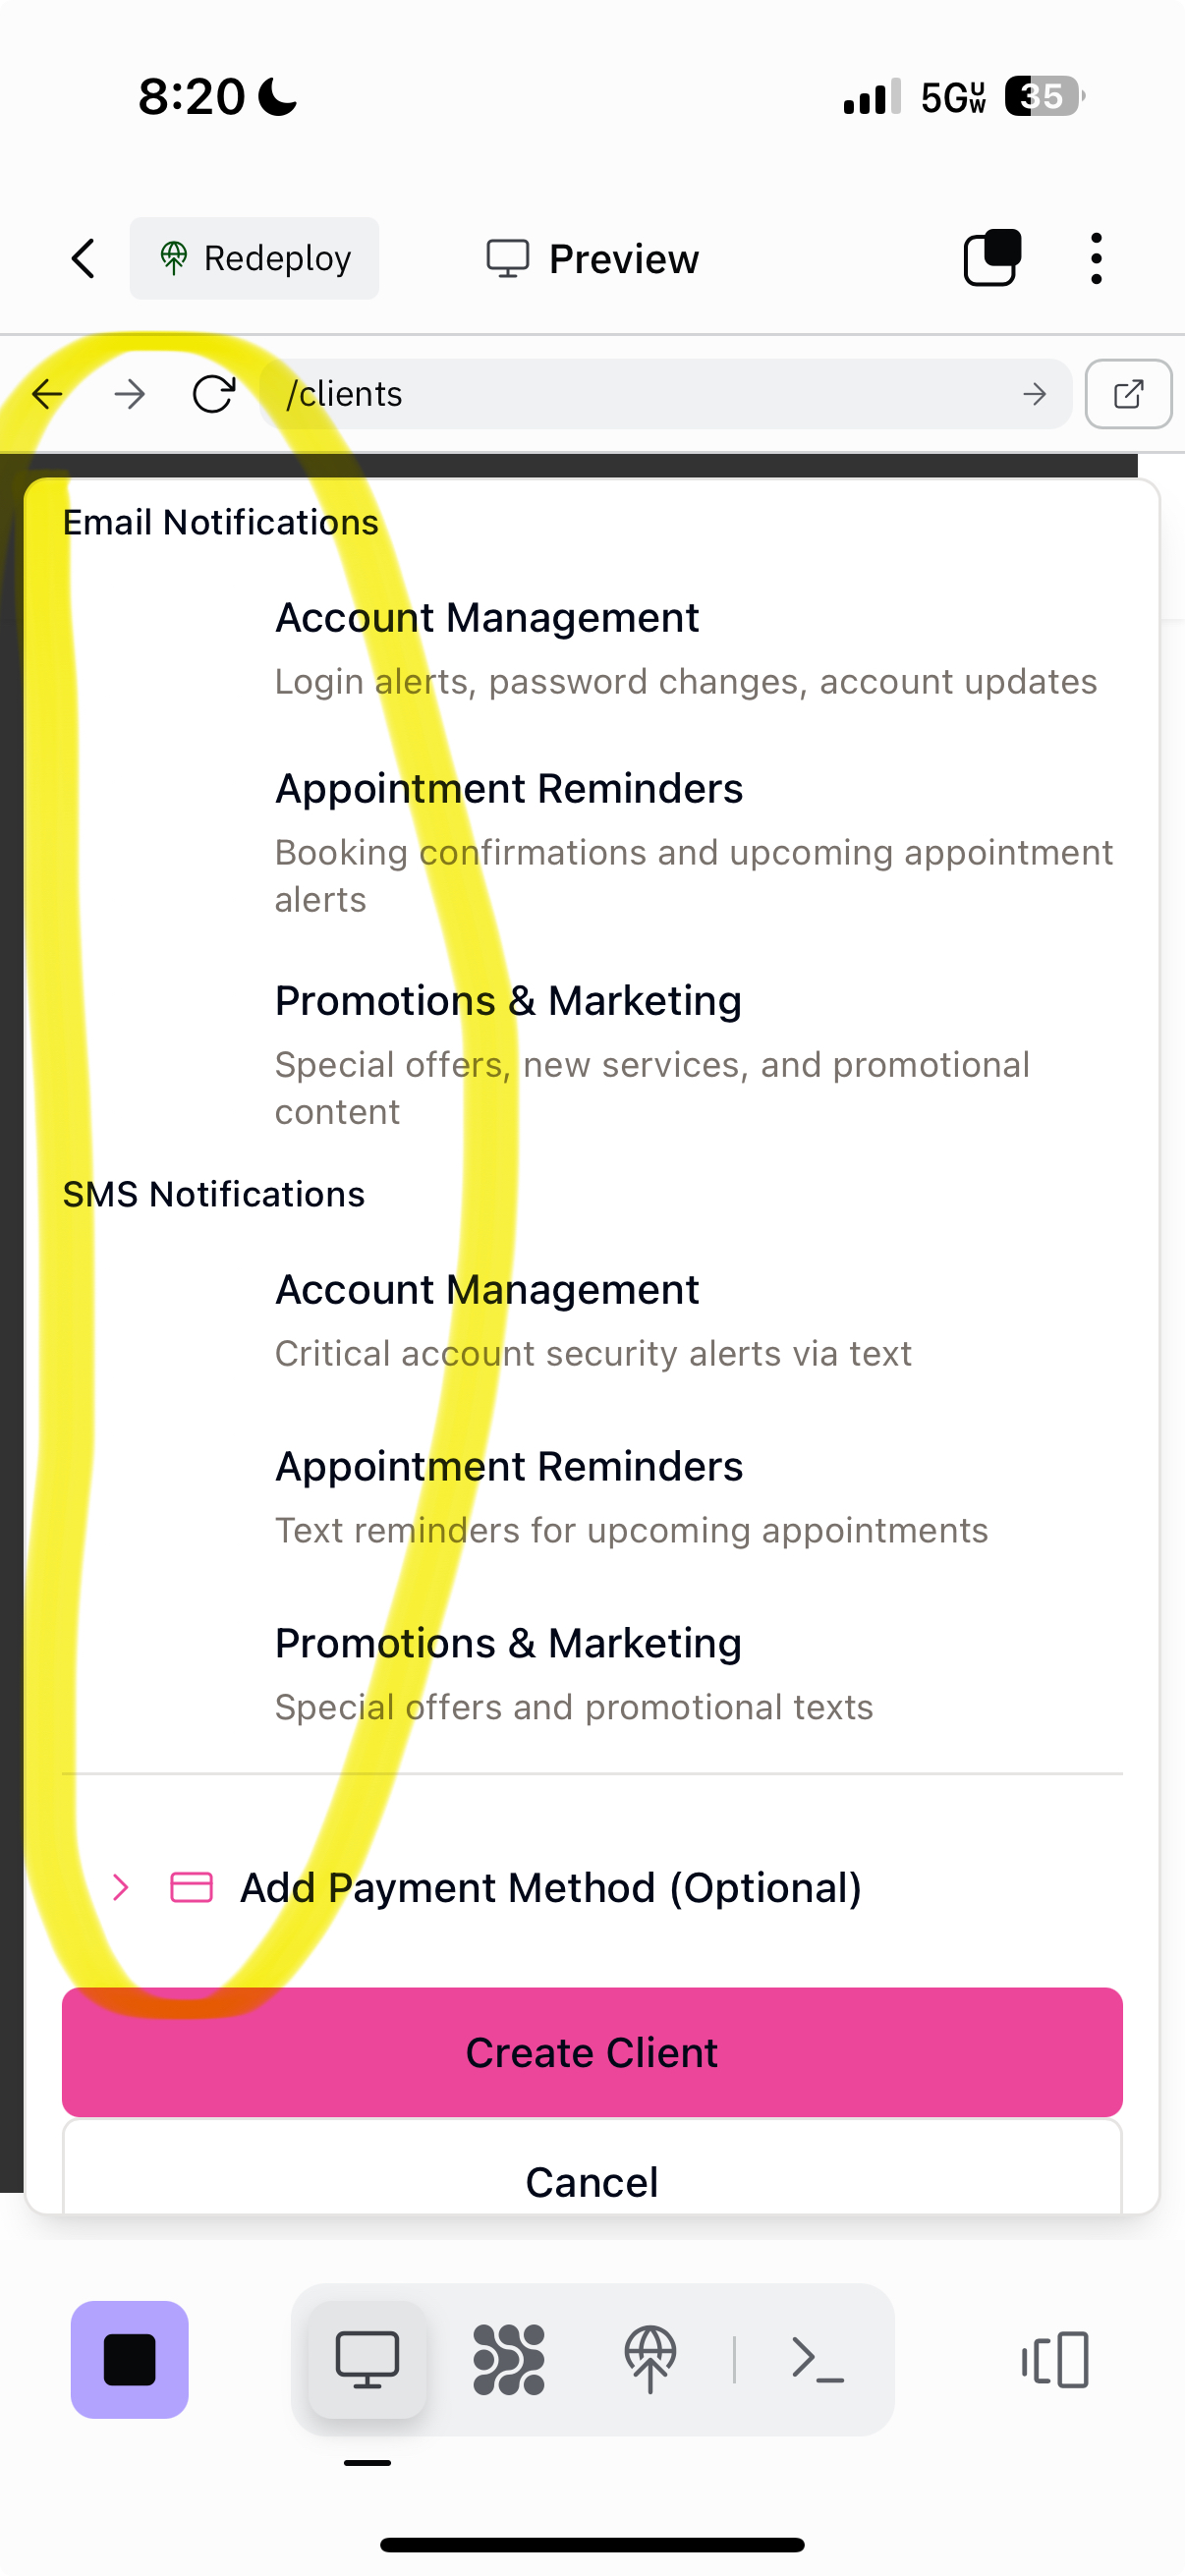 8:20
5GUW
35
Redeploy
Preview
/clients
Email Notifications
Account Management
Login alerts, password changes, account updates
Appointment Reminders
Booking confirmations and upcoming appointment
alerts
Promotions & Marketing
Special offers, new services, and promotional
content
SMS Notifications
Account Management
Critical account security alerts via text
Appointment Reminders
Text reminders for upcoming appointments
Promotions & Marketing
Special offers and promotional texts
Add Payment Method (Optional)
Create Client
Cancel